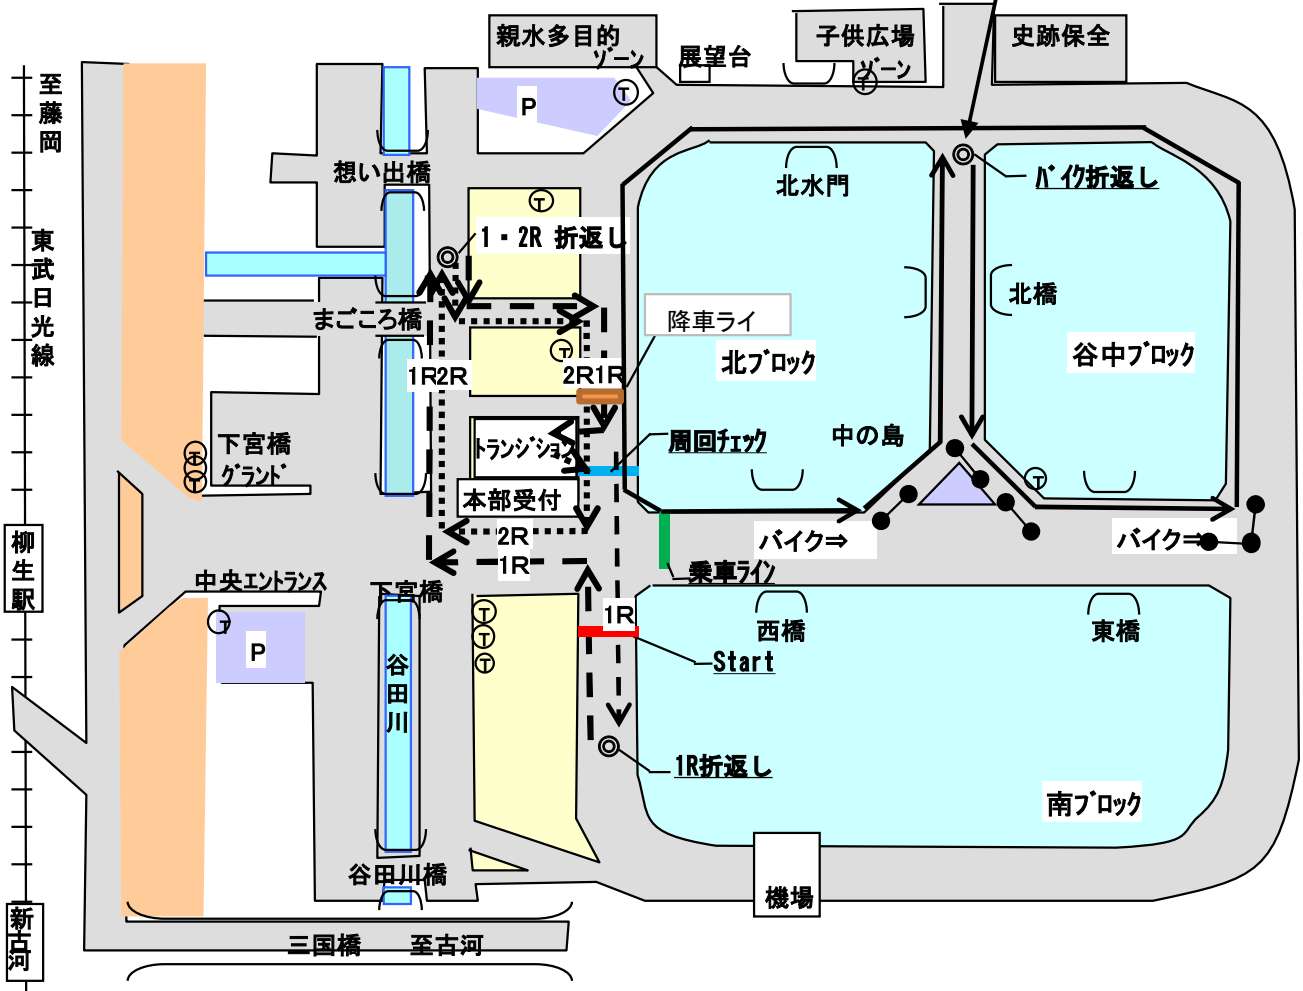 親水多目的
ゾーン
展望台
子供広場
ゾーン
史跡保全
至藤岡
P
T
T
想い出橋
北水門
バイク折返し
T
東武日光線
1・2R 折返し
まごころ橋
降車ライ
北橋
北ブロック
谷中ブロック
T
1R2R
2R1R
下宮橋
グランド
T
T
T
トランジション
周回チェック
中の島
T
本部受付
2R
1R
バイク⇒
バイク⇒
柳生駅
中央エントランス
下宮橋
乗車ライン
T
P
T
T
T
1R
西橋
東橋
Start
谷田川
1R折返し
南ブロック
谷田川橋
機場
新古河
三国橋
至古河